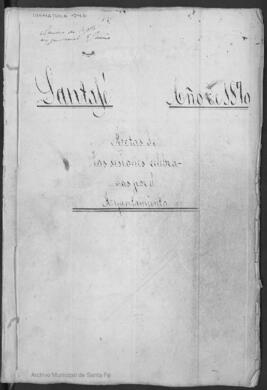 Santafé Año de 1870
Actas de
las sesiones celebra-
das por el
Ayuntamiento
Archivo Municipal de Santa Fe